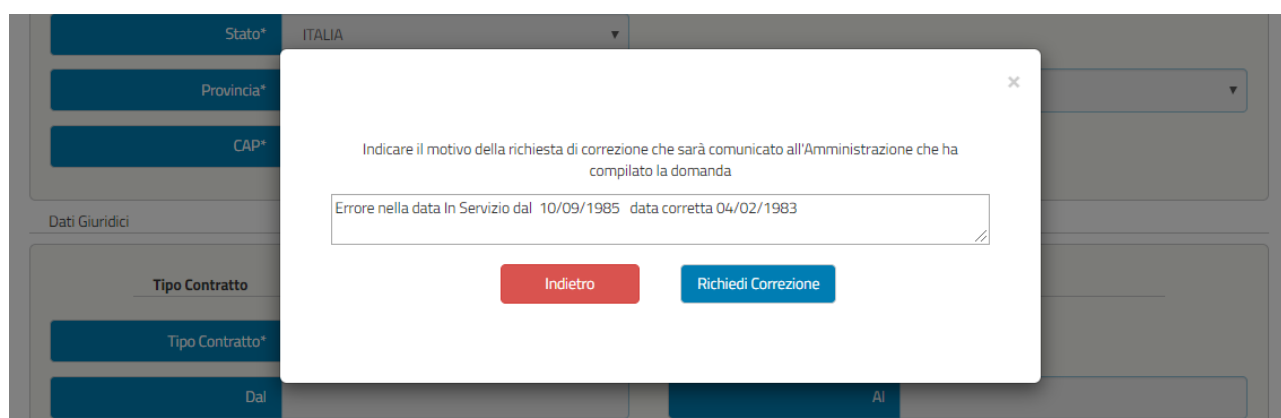 Stato* ITALIA
×
Provincia*
CAP*
Indicare il motivo della richiesta di correzione che sarà comunicato all'Amministrazione che ha
compilato la domanda
Errore nella data In Servizio dal 10/09/1985 data corretta 04/02/1983
Dati Giuridici
Indietro Richiedi Correzione
Tipo Contratto
Tipo Contratto*
Dal Al